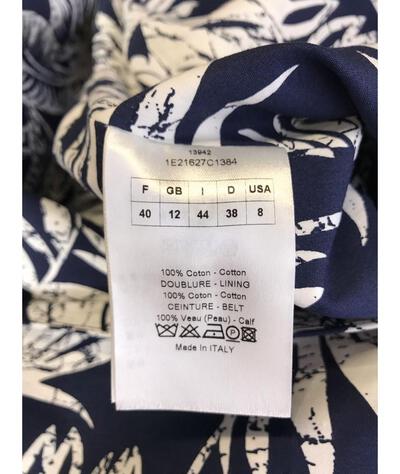 13942
1E21627C1384
F GB I D USA
40 12 44 38 8
100% Coton - Cotton
DOUBLURE - LINING
100% Coton - Cotton
CEINTURE - BELT
100% Veau (Peau) - Calf
Made in ITALY